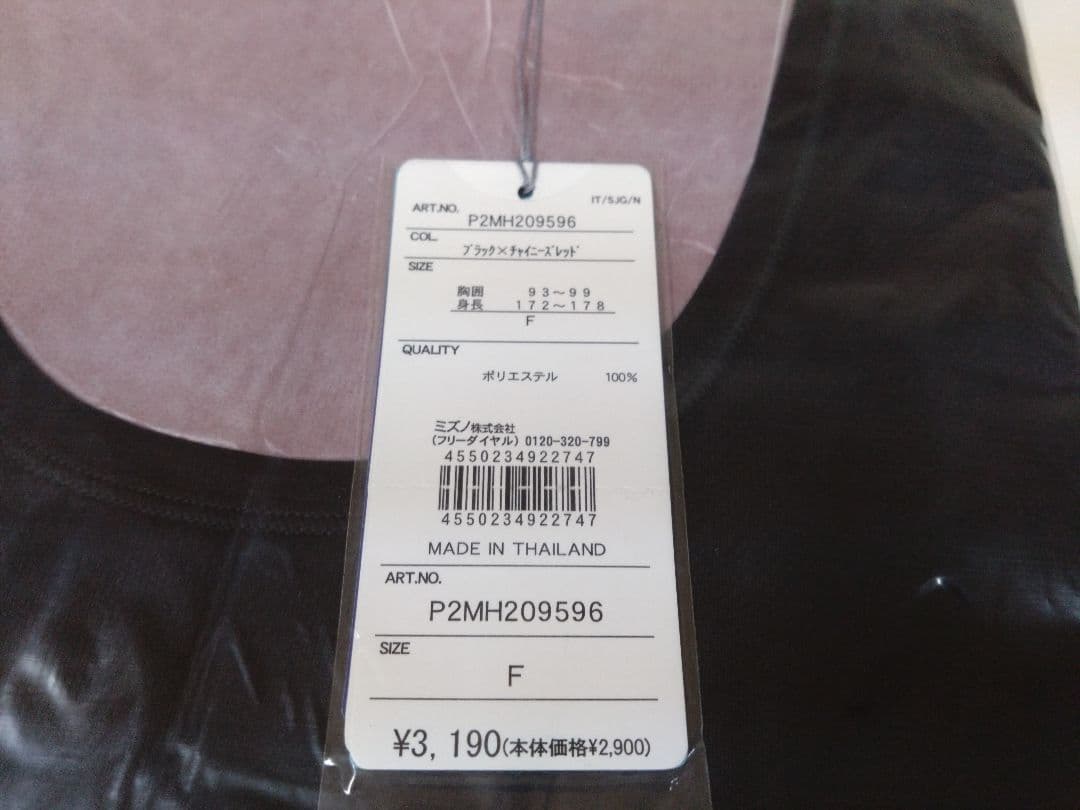 IT/SJG/N
ART.NO.
P2MH209596
COL.
ﾌﾞﾗｯｸ×ﾁｬｲﾆｰｽﾞﾚｯﾄﾞ
SIZE
胸囲 93〜99
身長 172〜178
F
QUALITY
ポリエステル 100%
ミズノ株式会社
(フリーダイヤル) 0120-320-799
4550234922747
4550234922747
MADE IN THAILAND
ART.NO.
P2MH209596
SIZE
F
¥3,190(本体価格¥2,900)